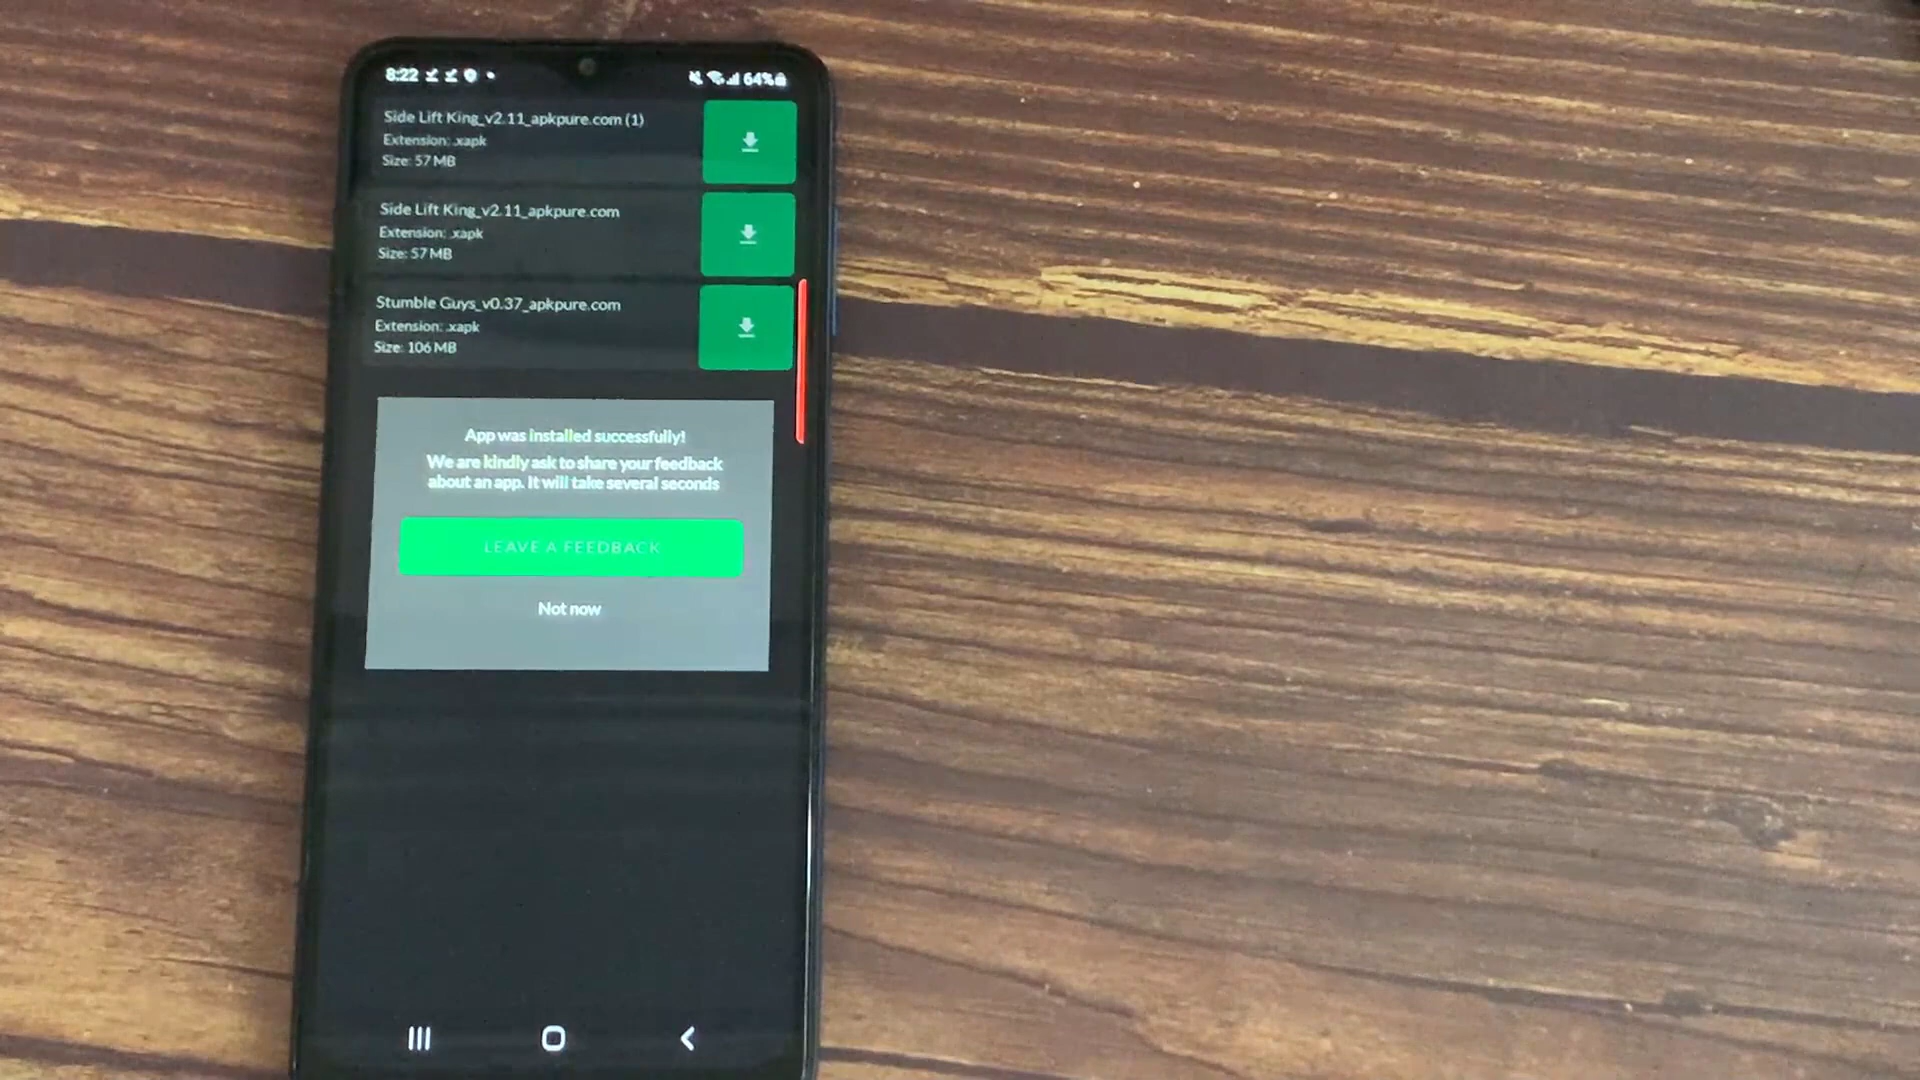 8:22 64%
Side Lift King_v2.11_apkpure.com (1)
Extension: .xapk
Size: 57 MB
Side Lift King_v2.11_apkpure.com
Extension: .xapk
Size: 57 MB
Stumble Guys_v0.37_apkpure.com
Extension: .xapk
Size: 106 MB
App was installed successfully!
We are kindly ask to share your feedback
about an app. It will take several seconds
LEAVE A FEEDBACK
Not now